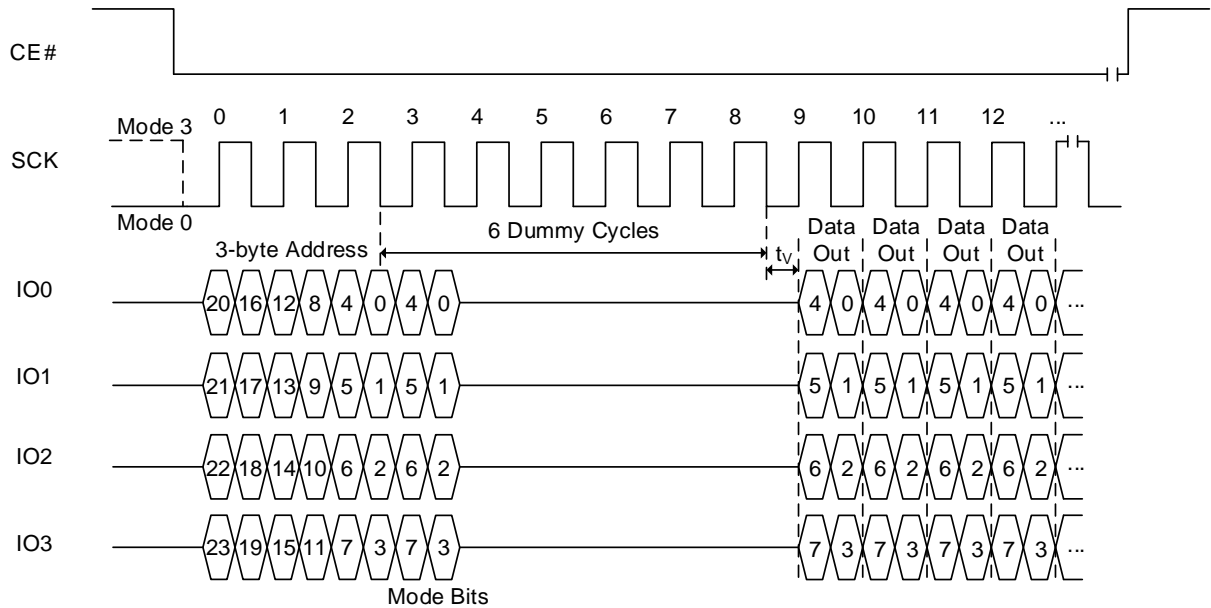 CE#
0 1 2 3 4 5 6 7 8 9 10 11 12 ...
Mode 3
SCK
Mode 0
6 Dummy Cycles
3-byte Address
tV
Data Out Data Out Data Out Data Out
IO0 20 16 12 8 4 0 4 0 4 0 4 0 4 0 4 0 ...
IO1 21 17 13 9 5 1 5 1 5 1 5 1 5 1 5 1 ...
IO2 22 18 14 10 6 2 6 2 6 2 6 2 6 2 6 2 ...
IO3 23 19 15 11 7 3 7 3 7 3 7 3 7 3 7 3 ...
Mode Bits